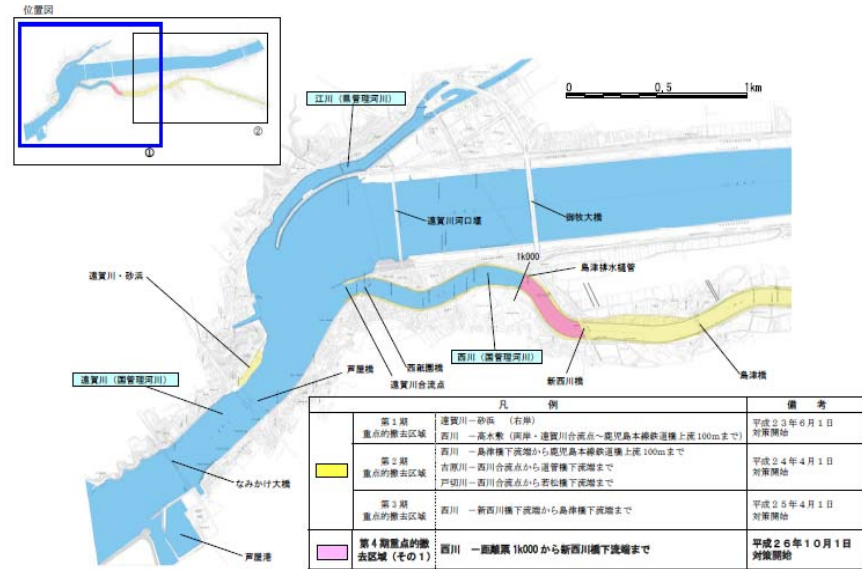 位置図
①
②
0 0.5 1km
江川（県管理河川）
遠賀川河口堰
御牧大橋
1k000
島津排水樋管
遠賀川・砂浜
西祇園橋
遠賀川合流点
西川（国管理河川）
新西川橋
島津橋
芦屋橋
遠賀川（国管理河川）
なみかけ大橋
芦屋港
凡　例 備　考
第1期
重点的撤去区域
遠賀川－砂浜　（右岸）
西川　－高水敷（両岸・遠賀川合流点～鹿児島本線鉄道橋上流100mまで）
平成23年6月1日
対策開始
第2期
重点的撤去区域
西川　－島津橋下流端から鹿児島本線鉄道橋上流100mまで
吉原川－西川合流点から道管橋下流端まで
戸切川－西川合流点から若松橋下流端まで
平成24年4月1日
対策開始
第3期
重点的撤去区域
西川　－新西川橋下流端から島津橋下流端まで
平成25年4月1日
対策開始
第4期重点的撤
去区域（その1）
西川　－距離票1k000から新西川橋下流端まで
平成26年10月1日
対策開始